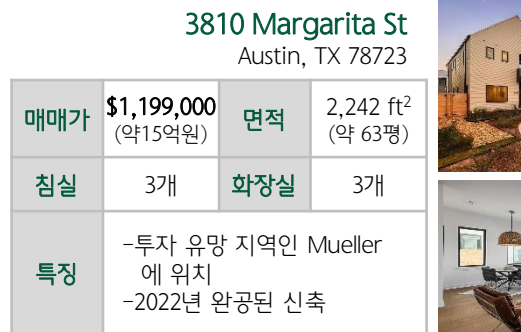 3810 Margarita St
Austin, TX 78723
매매가 $1,199,000 (약15억원) 면적 2,242 ft² (약 63평)
침실 3개 화장실 3개
특징
-투자 유망 지역인 Mueller
에 위치
-2022년 완공된 신축